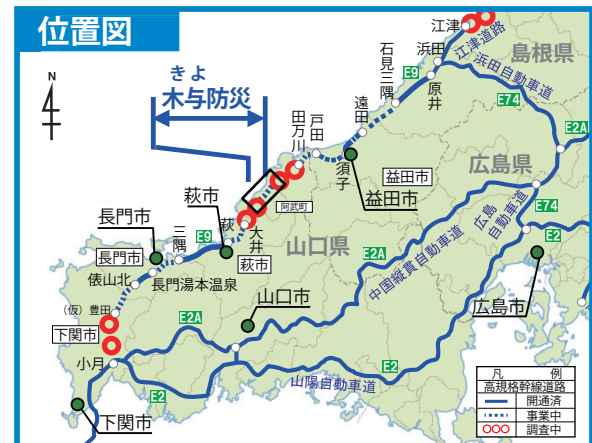 位置図
N
きよ
木与防災
江津
江津道路
浜田
島根県
石見三隅
E9
原井
浜田自動車道
E74
E2A
遠田
戸田
田万川
須子
益田市
益田市
広島県
阿武町
萩市
萩
大井
萩市
長門市
長門市
三隅
E9
山口県
E74
広島自動車道
E2
俵山北
長門湯本温泉
E2A
中国縦貫自動車道
山口市
広島市
(仮)豊田
下関市
E2A
小月
E2
山陽自動車道
E2
下関市
凡 例
高規格幹線道路
開通済
事業中
調査中